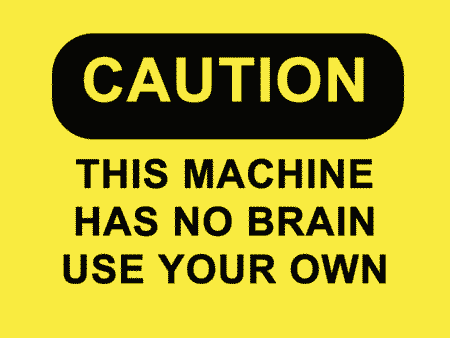 CAUTION
THIS MACHINE
HAS NO BRAIN
USE YOUR OWN